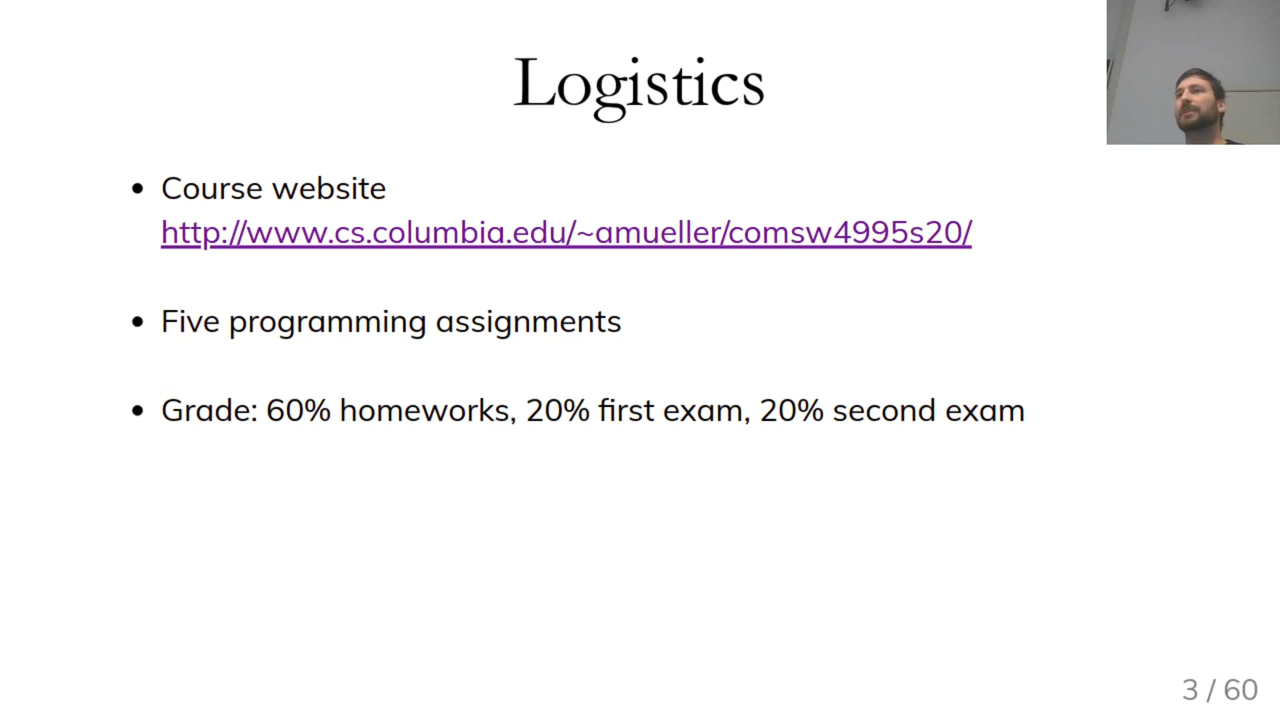 Logistics
• Course website
http://www.cs.columbia.edu/~amueller/comsw4995s20/
• Five programming assignments
• Grade: 60% homeworks, 20% first exam, 20% second exam
3 / 60